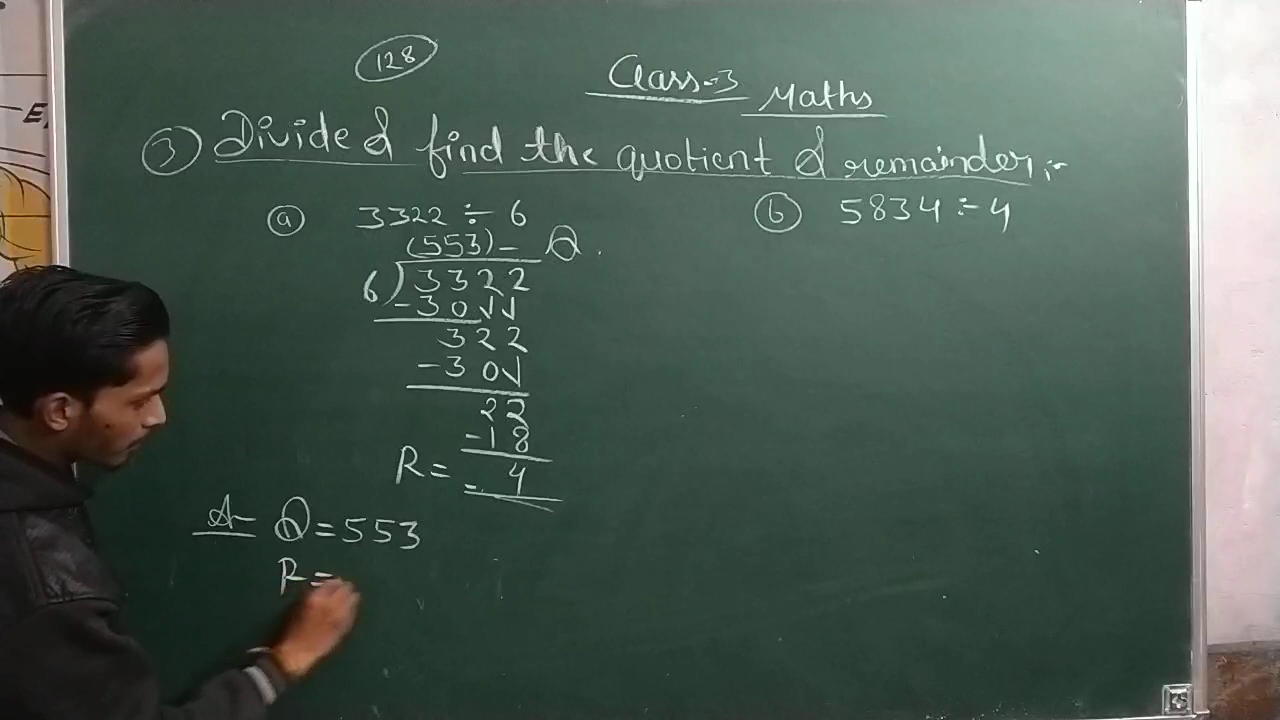 128
Class-3
Maths
③ Divide & find the quotient & remainder:-
ⓐ 3322 ÷ 6
(553) - Q.
6) 3322
-30↓↓
322
-30↓
22
-18
R = 4
A- Q = 553
R =
ⓑ 5834 ÷ 4